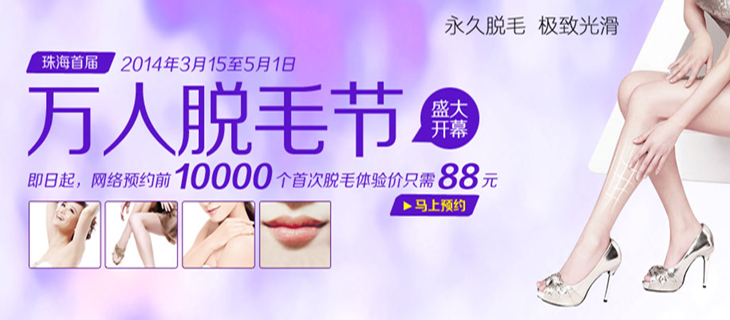 永久脱毛 极致光滑
珠海首届 2014年3月15至5月1日
万人脱毛节
盛大
开幕
即日起，网络预约前10000个首次脱毛体验价只需88元
▶马上预约